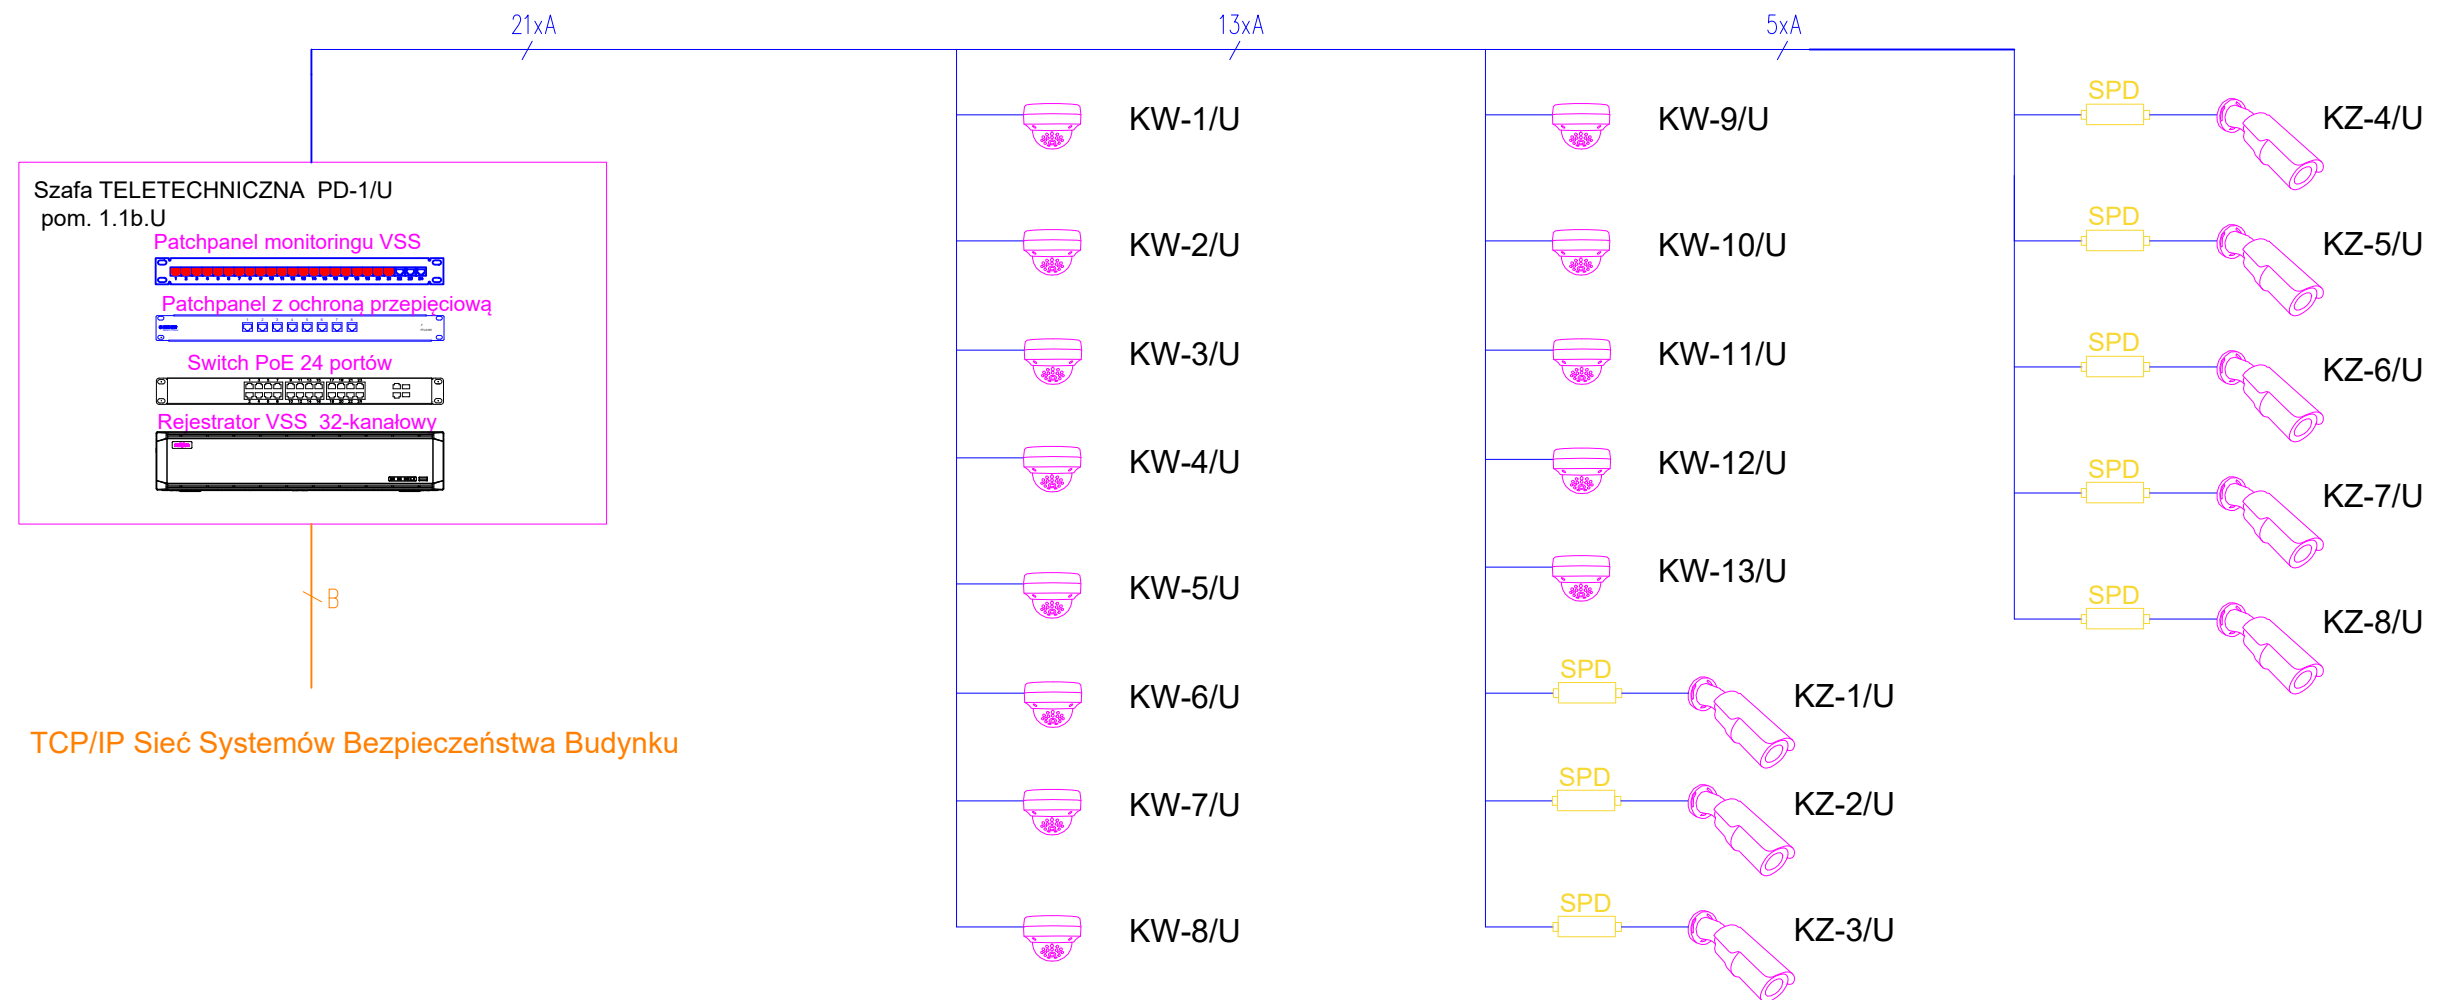 21xA
13xA
5xA
Szafa TELETECHNICZNA PD-1/U
pom. 1.1b.U
Patchpanel monitoringu VSS
Patchpanel z ochroną przepięciową
Switch PoE 24 portów
Rejestrator VSS 32-kanałowy
B
TCP/IP Sieć Systemów Bezpieczeństwa Budynku
KW-1/U
KW-2/U
KW-3/U
KW-4/U
KW-5/U
KW-6/U
KW-7/U
KW-8/U
KW-9/U
KW-10/U
KW-11/U
KW-12/U
KW-13/U
SPD
KZ-1/U
SPD
KZ-2/U
SPD
KZ-3/U
SPD
KZ-4/U
SPD
KZ-5/U
SPD
KZ-6/U
SPD
KZ-7/U
SPD
KZ-8/U